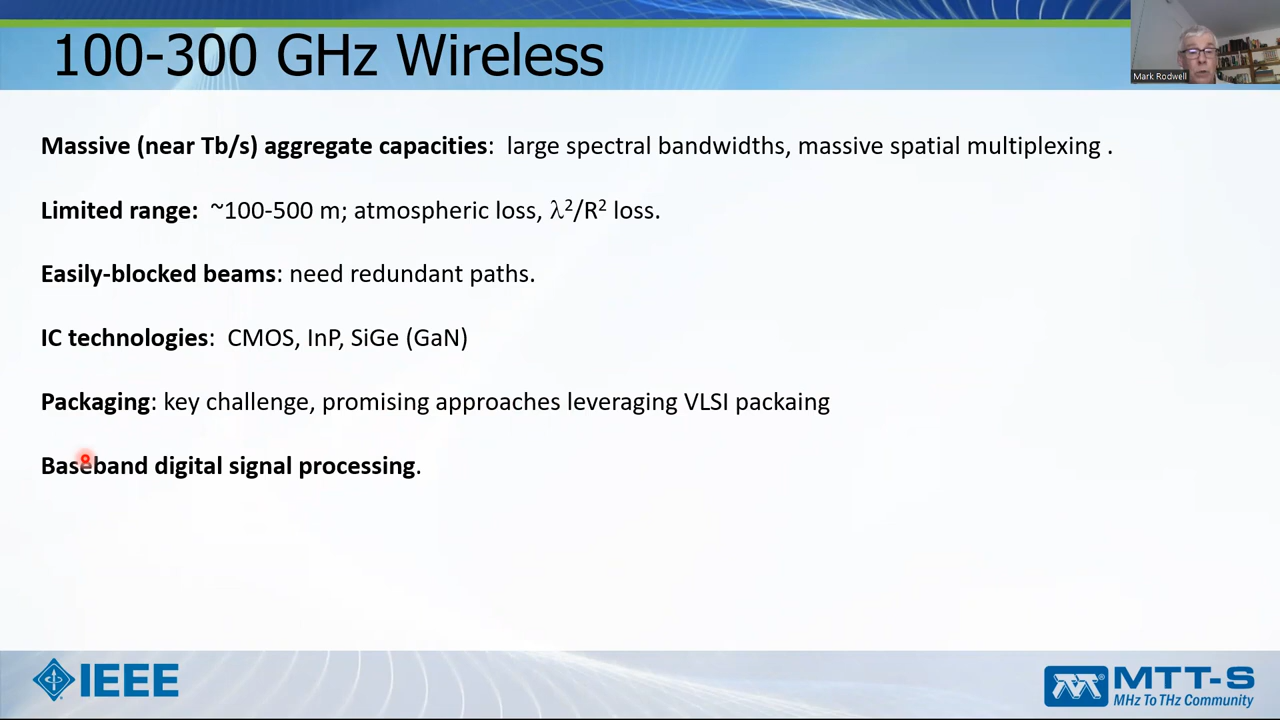 100-300 GHz Wireless
Mark Rodwell
Massive (near Tb/s) aggregate capacities: large spectral bandwidths, massive spatial multiplexing .
Limited range: ~100-500 m; atmospheric loss, λ²/R² loss.
Easily-blocked beams: need redundant paths.
IC technologies: CMOS, InP, SiGe (GaN)
Packaging: key challenge, promising approaches leveraging VLSI packaing
Baseband digital signal processing.
IEEE
MTT-S
MHz To THz Community